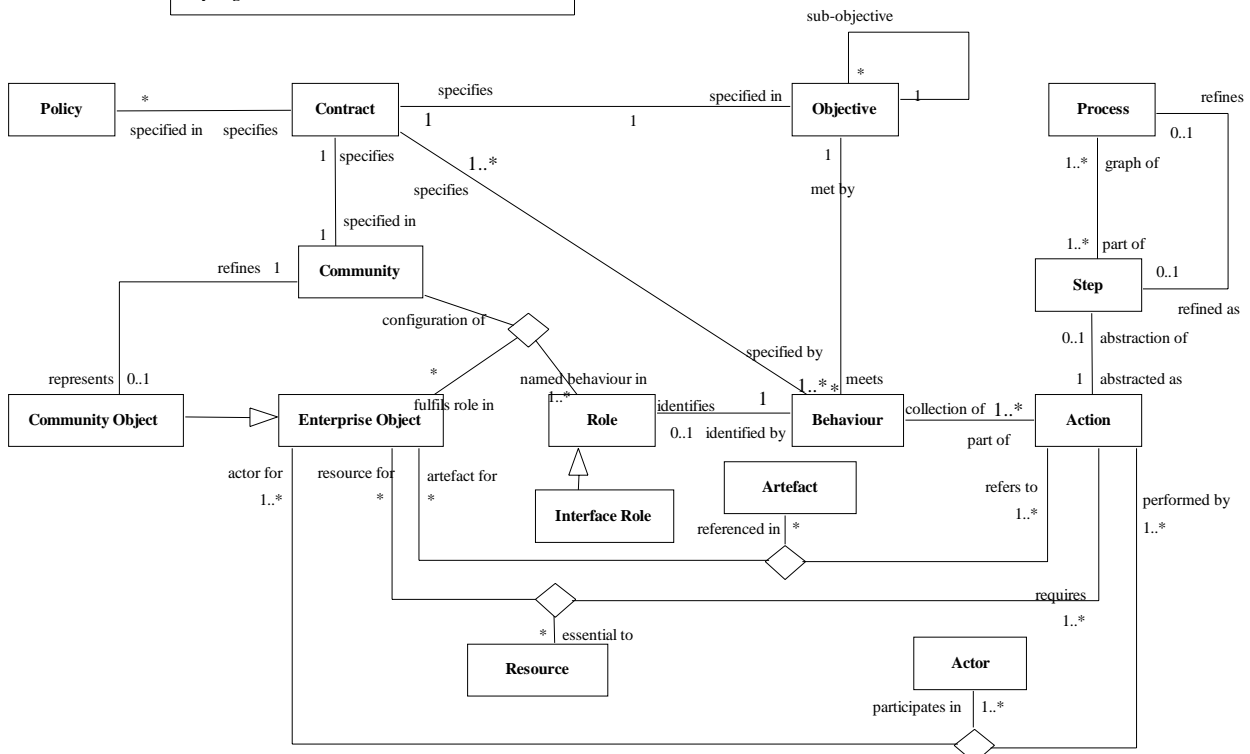 sub-objective
*
1
Policy
*
specified in
specifies
Contract
specifies
1
1
specified in
Objective
Process
refines
0..1
1
specifies
1..*
specifies
1
met by
1..*
graph of
specified in
1
1..*
part of
refines
1
Community
0..1
Step
refined as
configuration of
0..1
abstraction of
specified by
represents
0..1
*
named behaviour in
1..*
1..*
*
meets
1
abstracted as
Community Object
Enterprise Object
fulfils role in
Role
identifies
1
0..1
identified by
Behaviour
collection of
1..*
part of
Action
actor for
1..*
resource for
*
artefact for
*
Interface Role
Artefact
referenced in
*
refers to
1..*
performed by
1..*
requires
1..*
*
essential to
Resource
Actor
participates in
1..*